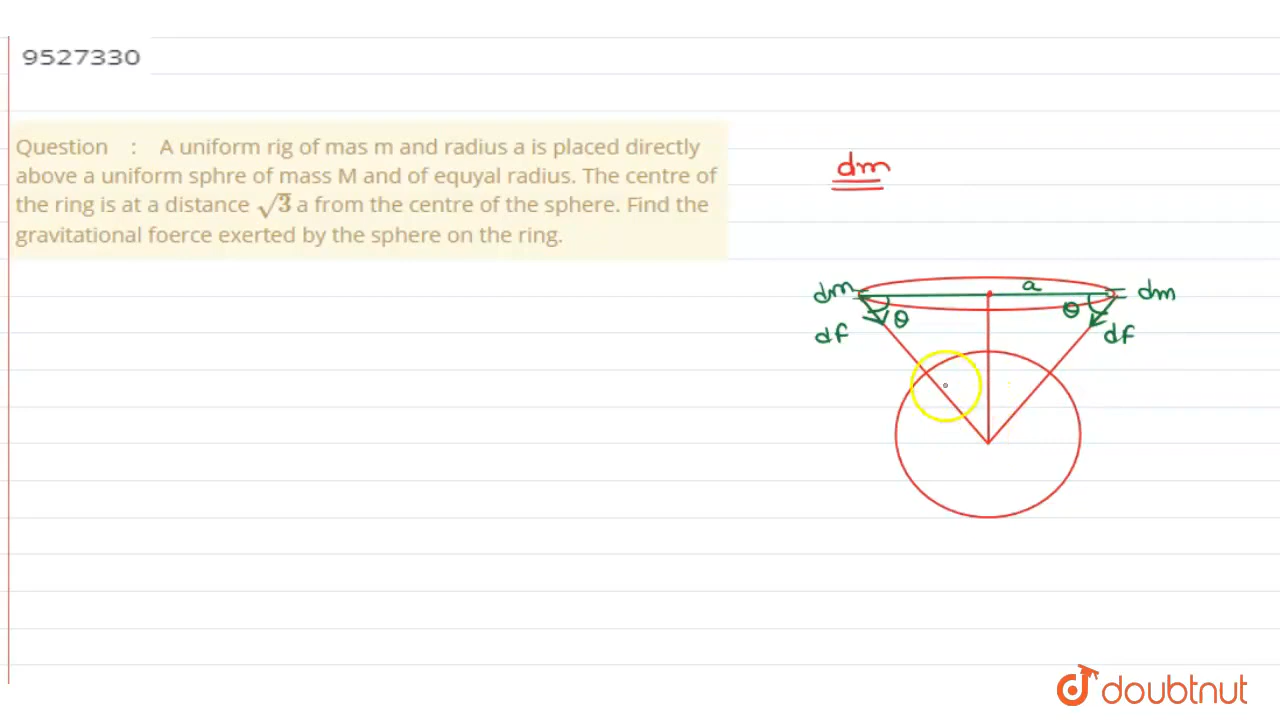 9527330
Question : A uniform rig of mas m and radius a is placed directly
above a uniform sphre of mass M and of equyal radius. The centre of
the ring is at a distance √3 a from the centre of the sphere. Find the
gravitational foerce exerted by the sphere on the ring.
dm
a
dm
dm
θ
θ
df
df
doubtnut